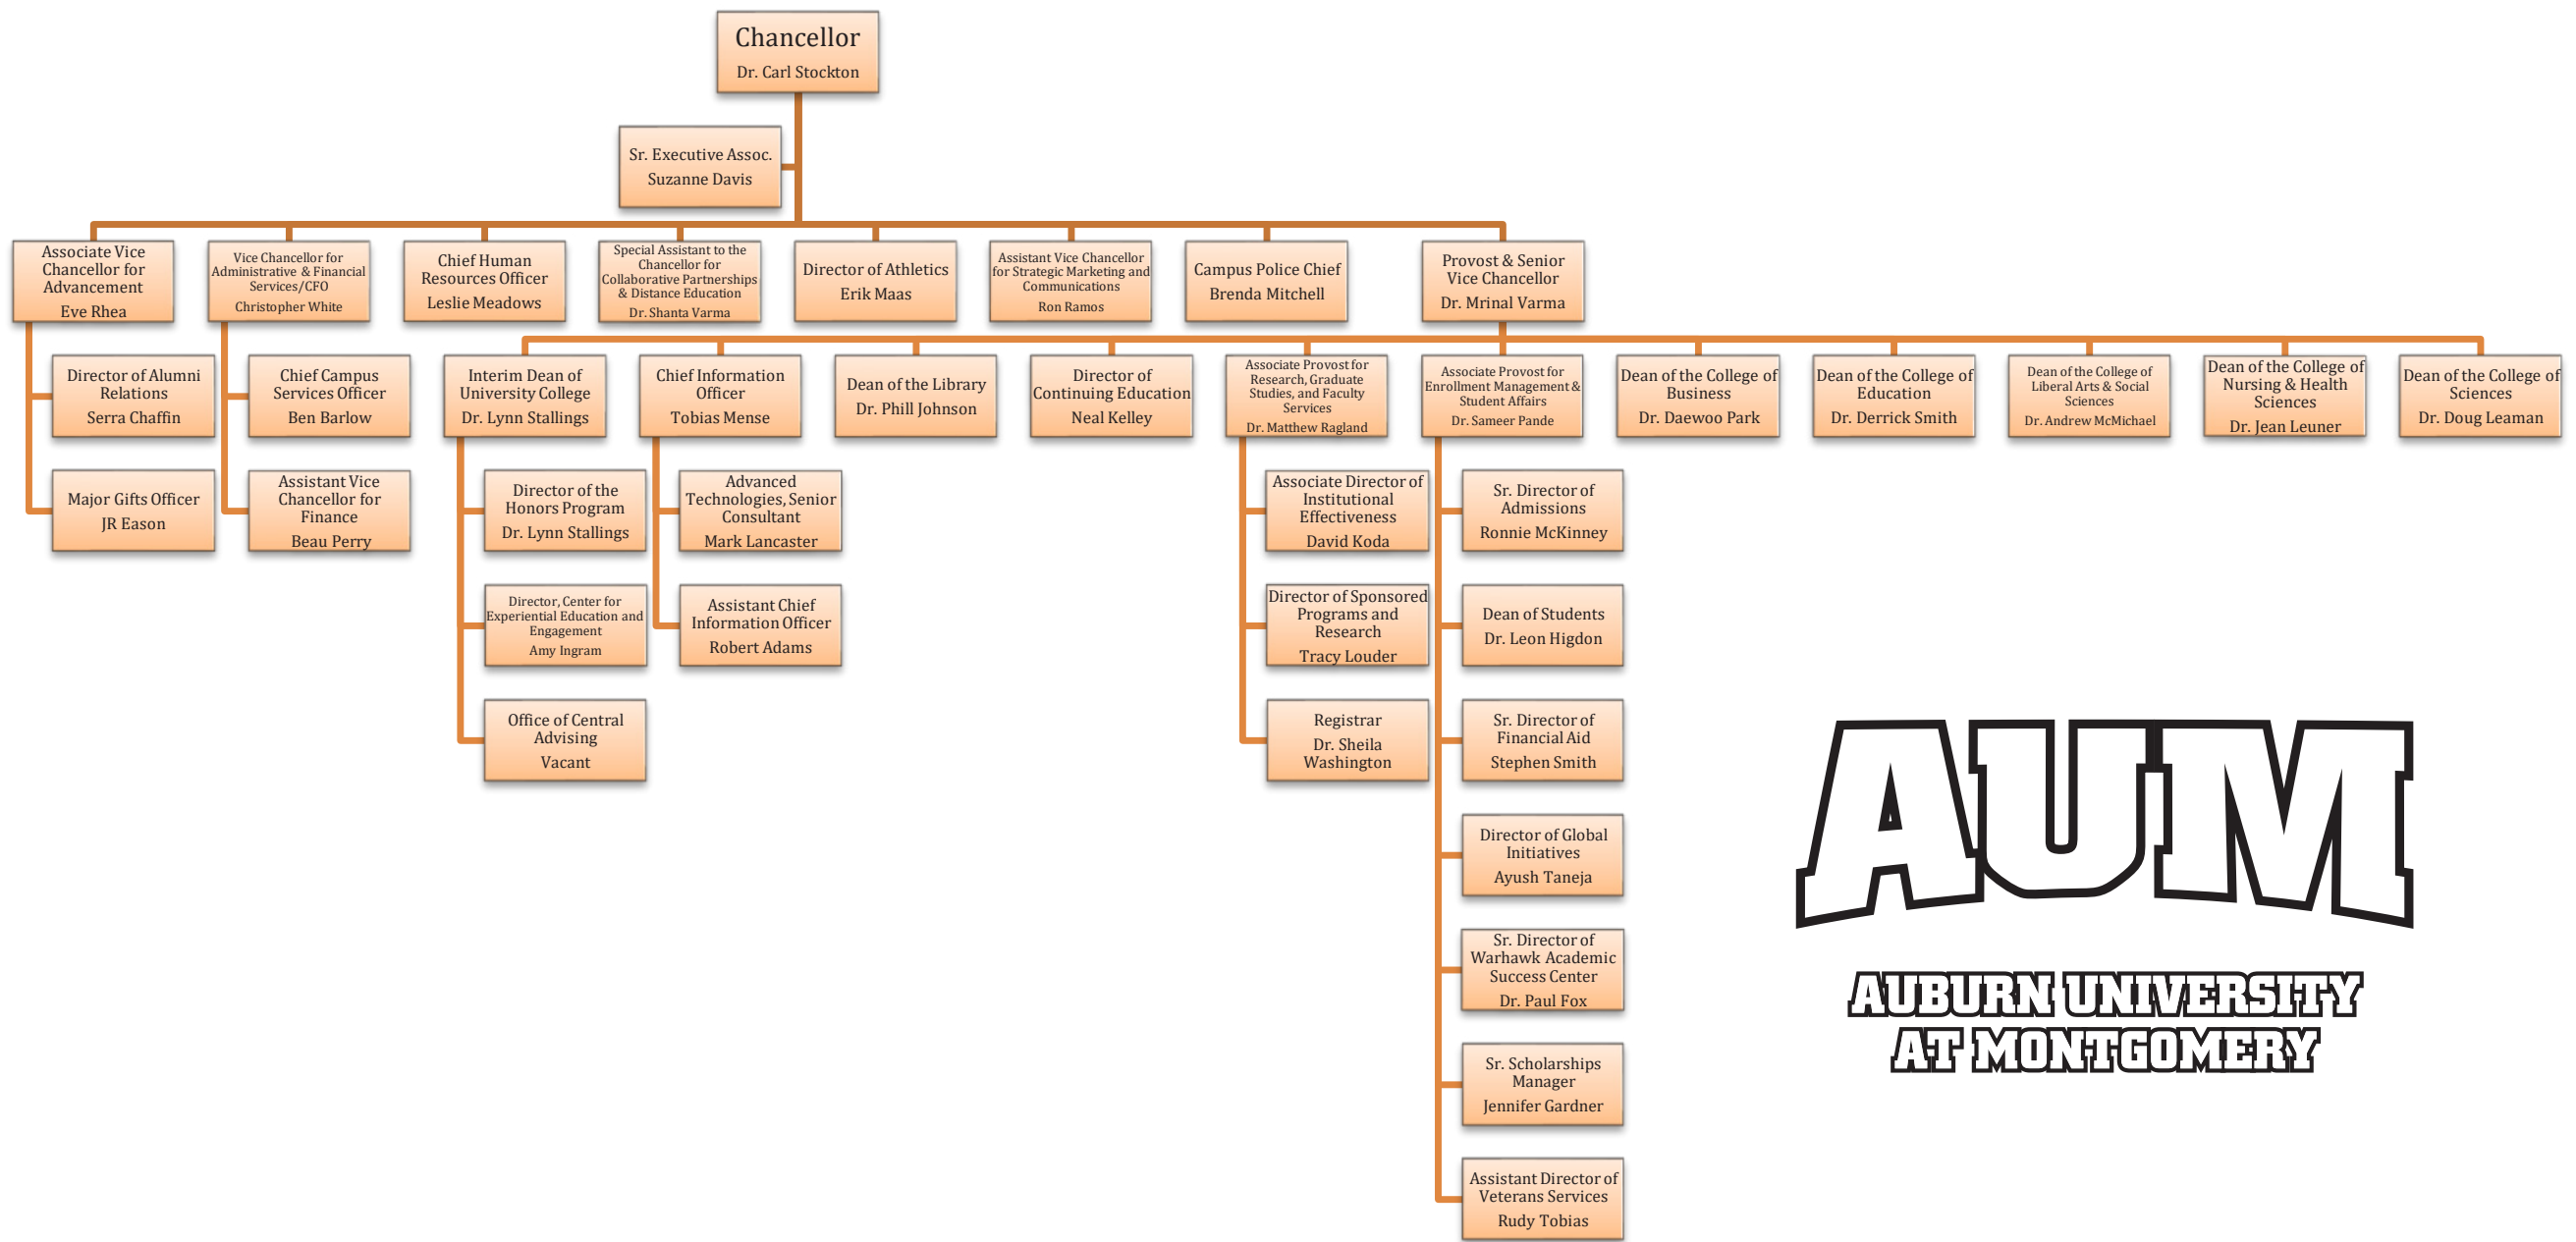 Chancellor
Dr. Carl Stockton
Sr. Executive Assoc.
Suzanne Davis
Associate Vice
Chancellor for
Advancement
Eve Rhea
Vice Chancellor for
Administrative & Financial
Services/CFO
Christopher White
Chief Human
Resources Officer
Leslie Meadows
Special Assistant to the
Chancellor for
Collaborative Partnerships
& Distance Education
Dr. Shanta Varma
Director of Athletics
Erik Maas
Assistant Vice Chancellor
for Strategic Marketing and
Communications
Ron Ramos
Campus Police Chief
Brenda Mitchell
Provost & Senior
Vice Chancellor
Dr. Mrinal Varma
Director of Alumni
Relations
Serra Chaffin
Chief Campus
Services Officer
Ben Barlow
Interim Dean of
University College
Dr. Lynn Stallings
Chief Information
Officer
Tobias Mense
Dean of the Library
Dr. Phill Johnson
Director of
Continuing Education
Neal Kelley
Associate Provost for
Research, Graduate
Studies, and Faculty
Services
Dr. Matthew Ragland
Associate Provost for
Enrollment Management &
Student Affairs
Dr. Sameer Pande
Dean of the College of
Business
Dr. Daewoo Park
Dean of the College of
Education
Dr. Derrick Smith
Dean of the College of
Liberal Arts & Social
Sciences
Dr. Andrew McMichael
Dean of the College of
Nursing & Health
Sciences
Dr. Jean Leuner
Dean of the College of
Sciences
Dr. Doug Leaman
Major Gifts Officer
JR Eason
Assistant Vice
Chancellor for
Finance
Beau Perry
Director of the
Honors Program
Dr. Lynn Stallings
Advanced
Technologies, Senior
Consultant
Mark Lancaster
Associate Director of
Institutional
Effectiveness
David Koda
Sr. Director of
Admissions
Ronnie McKinney
Director, Center for
Experiential Education and
Engagement
Amy Ingram
Assistant Chief
Information Officer
Robert Adams
Director of Sponsored
Programs and
Research
Tracy Louder
Dean of Students
Dr. Leon Higdon
Office of Central
Advising
Vacant
Registrar
Dr. Sheila
Washington
Sr. Director of
Financial Aid
Stephen Smith
Director of Global
Initiatives
Ayush Taneja
Sr. Director of
Warhawk Academic
Success Center
Dr. Paul Fox
Sr. Scholarships
Manager
Jennifer Gardner
Assistant Director of
Veterans Services
Rudy Tobias
AUM
AUBURN UNIVERSITY
AT MONTGOMERY